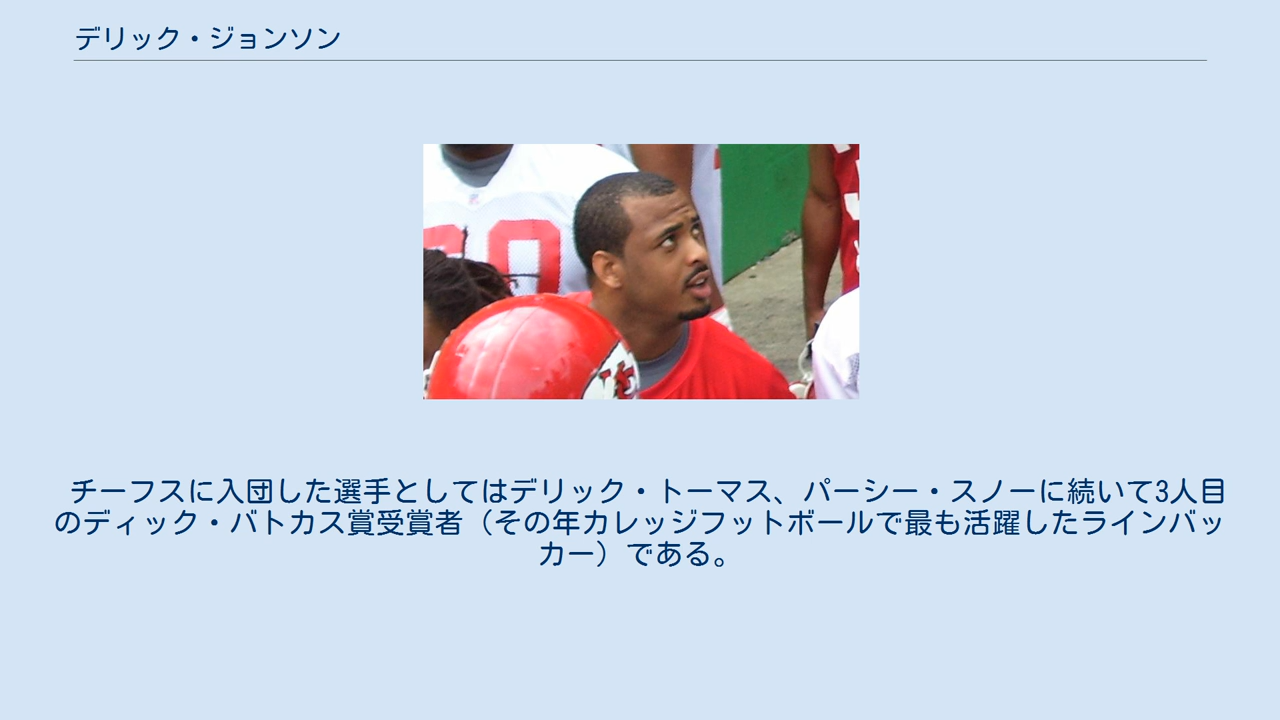 デリック・ジョンソン
チーフスに入団した選手としてはデリック・トーマス、パーシー・スノーに続いて3人目
のディック・バトカス賞受賞者（その年カレッジフットボールで最も活躍したラインバッ
カー）である。